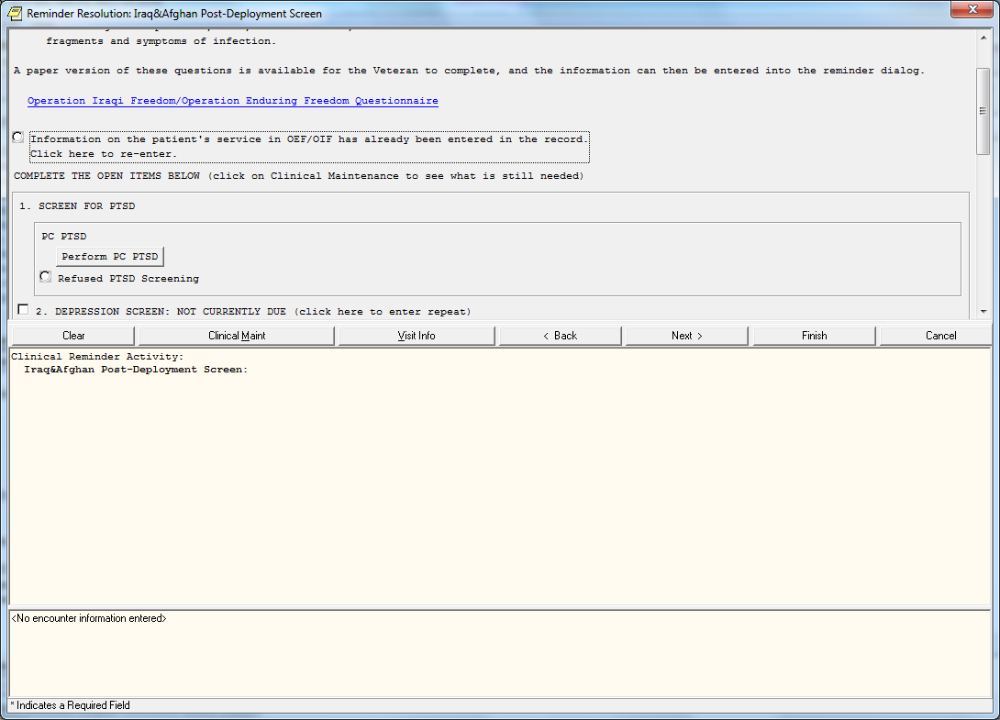 Reminder Resolution: Iraq&Afghan Post-Deployment Screen
fragments and symptoms of infection.
A paper version of these questions is available for the Veteran to complete, and the information can then be entered into the reminder dialog.
Operation Iraqi Freedom/Operation Enduring Freedom Questionnaire
Information on the patient's service in OEF/OIF has already been entered in the record.
Click here to re-enter.
COMPLETE THE OPEN ITEMS BELOW (click on Clinical Maintenance to see what is still needed)
1. SCREEN FOR PTSD
PC PTSD
Perform PC PTSD
Refused PTSD Screening
2. DEPRESSION SCREEN: NOT CURRENTLY DUE (click here to enter repeat)
Clear Clinical Maint Visit Info < Back Next > Finish Cancel
Clinical Reminder Activity:
Iraq&Afghan Post-Deployment Screen:
<No encounter information entered>
* Indicates a Required Field